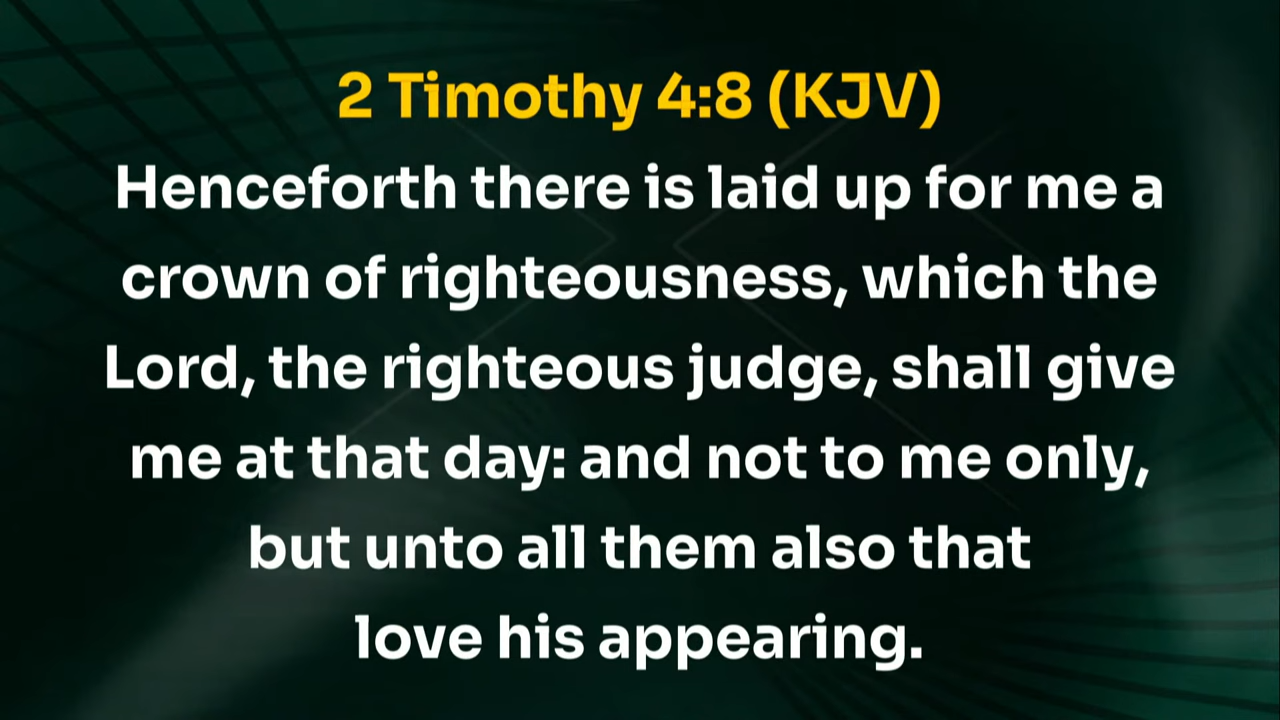 2 Timothy 4:8 (KJV)
Henceforth there is laid up for me a
crown of righteousness, which the
Lord, the righteous judge, shall give
me at that day: and not to me only,
but unto all them also that
love his appearing.